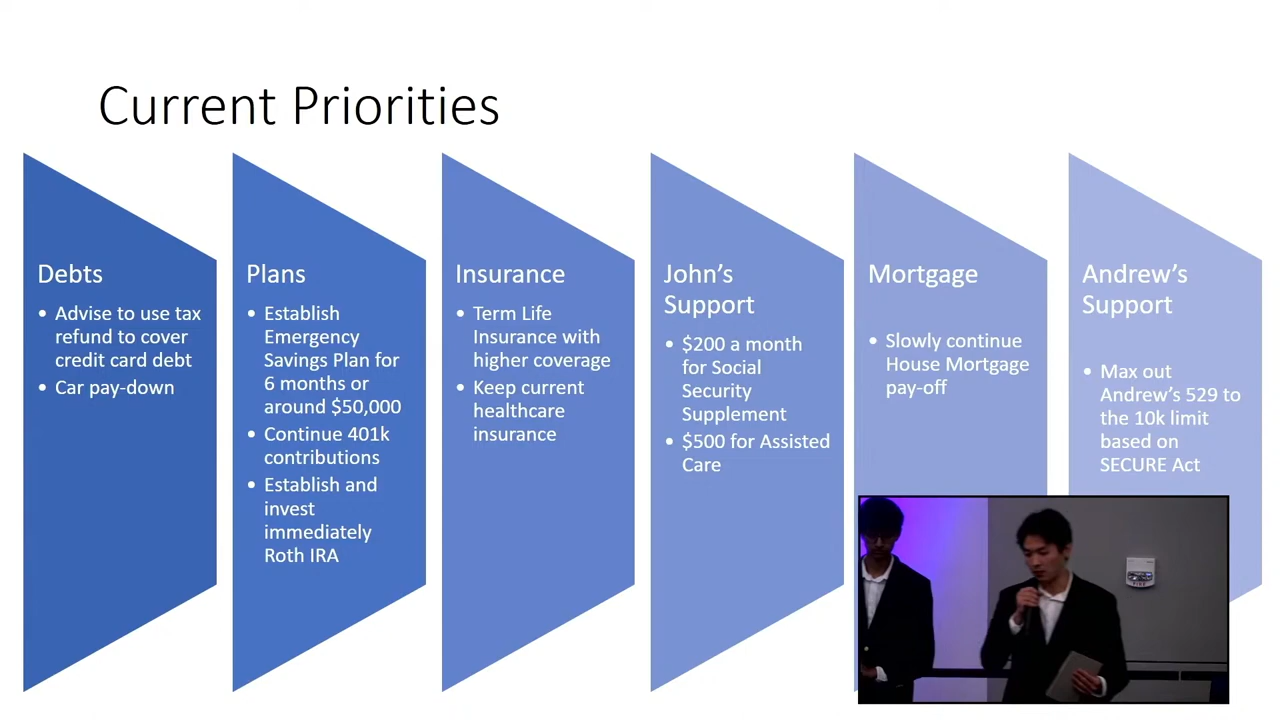 Current Priorities
Debts
• Advise to use tax
refund to cover
credit card debt
• Car pay-down
Plans
• Establish
Emergency
Savings Plan for
6 months or
around $50,000
• Continue 401k
contributions
• Establish and
invest
immediately
Roth IRA
Insurance
• Term Life
Insurance with
higher coverage
• Keep current
healthcare
insurance
John's
Support
• $200 a month
for Social
Security
Supplement
• $500 for Assisted
Care
Mortgage
• Slowly continue
House Mortgage
pay-off
Andrew's
Support
• Max out
Andrew's 529 to
the 10k limit
based on
SECURE Act